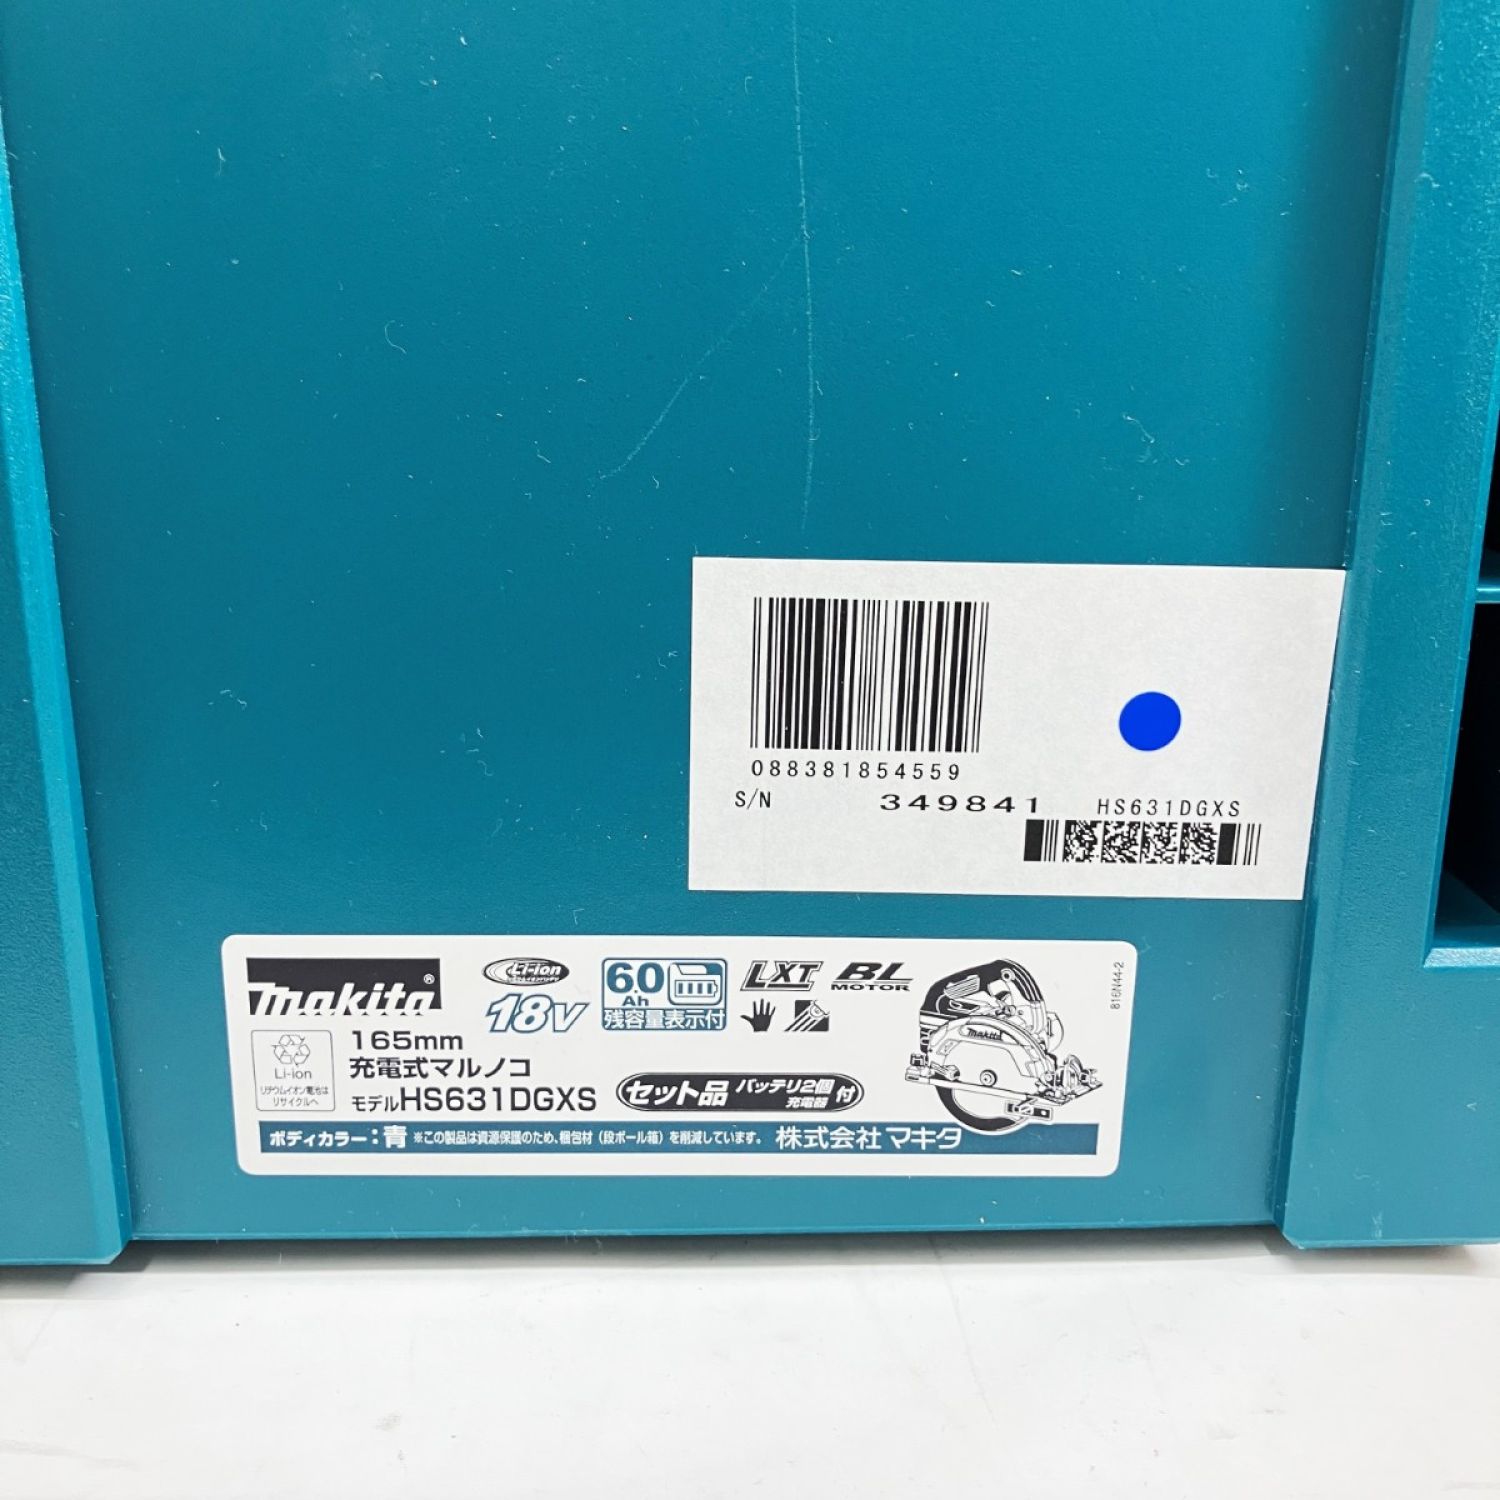 088381854559
S/N 349841 HS631DGXS
makita®
Li-ion
18V
6.0
Ah
残容量表示付
LXT BL
MOTOR
816N44-2
Li-ion
リチウムイオン電池は
リサイクルへ
165mm
充電式マルノコ
モデルHS631DGXS
セット品 バッテリ2個
充電器 付
makita
ボディカラー:青 ※この製品は資源保護のため、梱包材(段ボール箱)を削減しています。 株式会社 マキタ